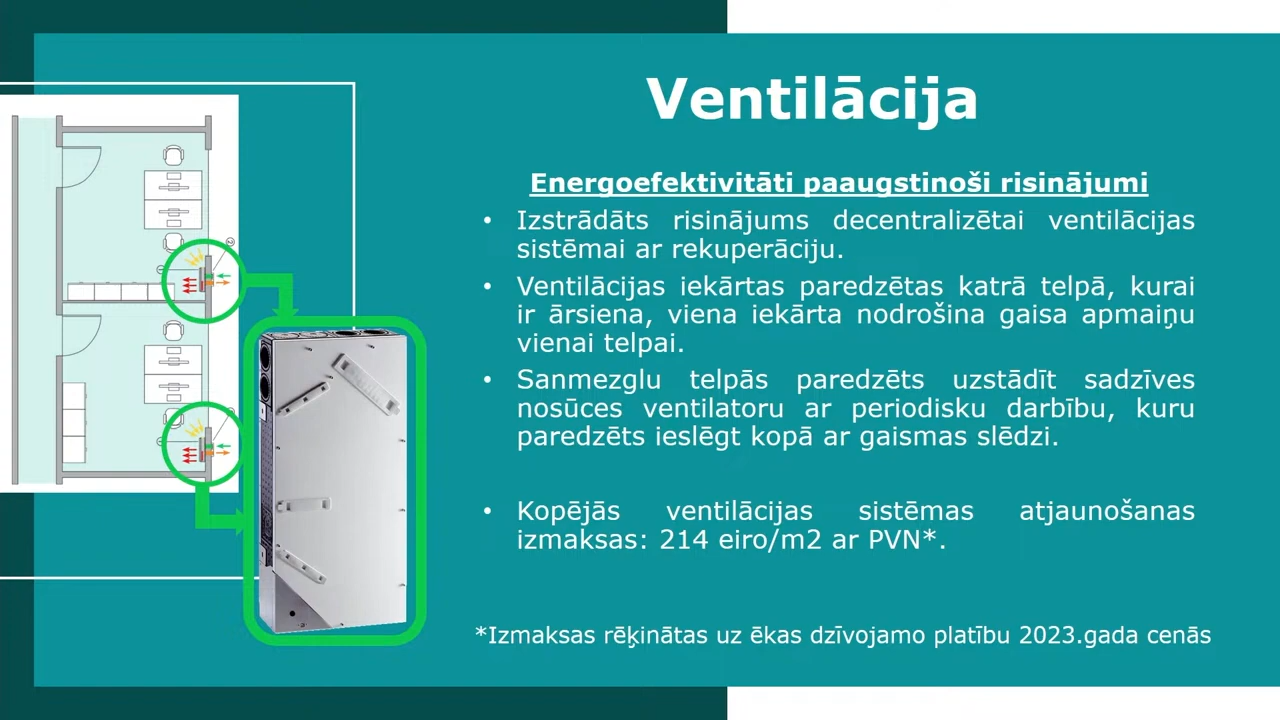 Ventilācija
Energoefektivitāti paaugstinoši risinājumi
• Izstrādāts risinājums decentralizētai ventilācijas
sistēmai ar rekuperāciju.
• Ventilācijas iekārtas paredzētas katrā telpā, kurai
ir ārsiena, viena iekārta nodrošina gaisa apmaiņu
vienai telpai.
• Sanmezglu telpās paredzēts uzstādīt sadzīves
nosūces ventilatoru ar periodisku darbību, kuru
paredzēts ieslēgt kopā ar gaismas slēdzi.
• Kopējās ventilācijas sistēmas atjaunošanas
izmaksas: 214 eiro/m2 ar PVN*.
*Izmaksas rēķinātas uz ēkas dzīvojamo platību 2023.gada cenās